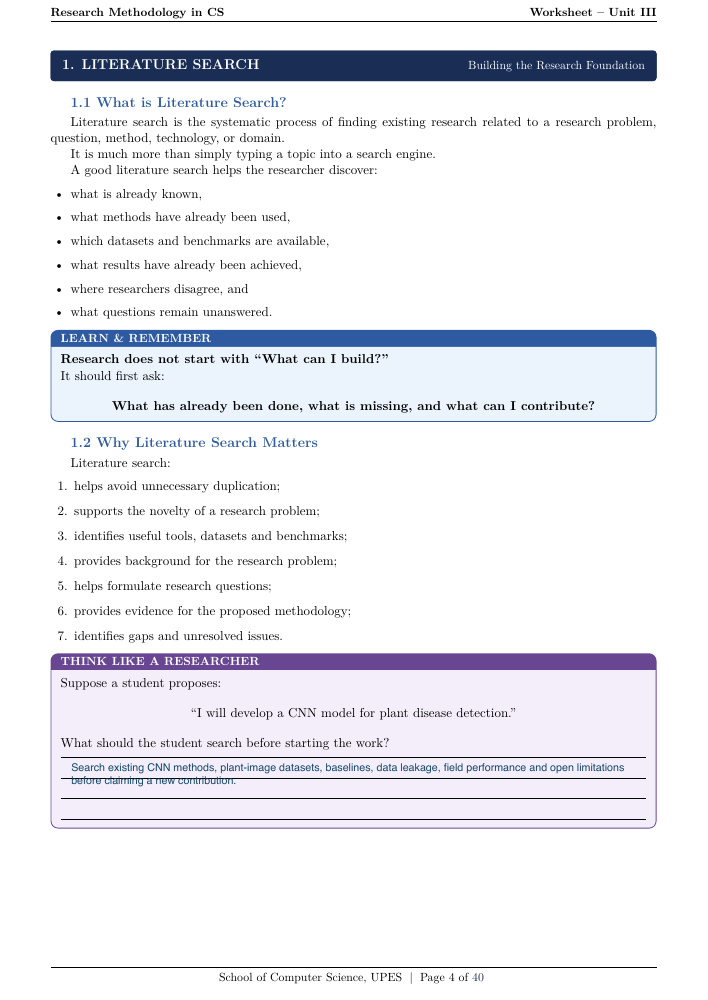 Research Methodology in CS Worksheet – Unit III
1. LITERATURE SEARCH Building the Research Foundation
1.1 What is Literature Search?
Literature search is the systematic process of finding existing research related to a research problem,
question, method, technology, or domain.
It is much more than simply typing a topic into a search engine.
A good literature search helps the researcher discover:
• what is already known,
• what methods have already been used,
• which datasets and benchmarks are available,
• what results have already been achieved,
• where researchers disagree, and
• what questions remain unanswered.
LEARN & REMEMBER
Research does not start with “What can I build?”
It should first ask:
What has already been done, what is missing, and what can I contribute?
1.2 Why Literature Search Matters
Literature search:
1. helps avoid unnecessary duplication;
2. supports the novelty of a research problem;
3. identifies useful tools, datasets and benchmarks;
4. provides background for the research problem;
5. helps formulate research questions;
6. provides evidence for the proposed methodology;
7. identifies gaps and unresolved issues.
THINK LIKE A RESEARCHER
Suppose a student proposes:
“I will develop a CNN model for plant disease detection.”
What should the student search before starting the work?
Search existing CNN methods, plant-image datasets, baselines, data leakage, field performance and open limitations
before claiming a new contribution.
School of Computer Science, UPES | Page 4 of 40